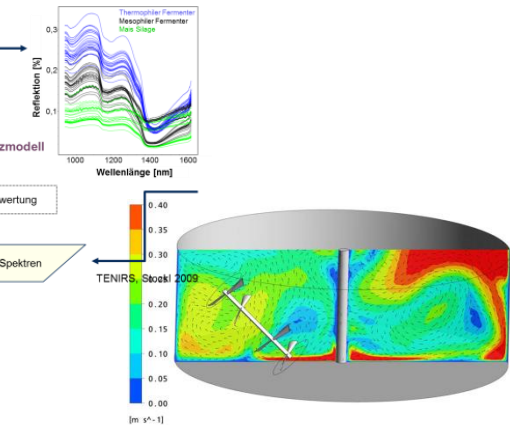 Thermophiler Fermenter
Mesophiler Fermenter
Mais Silage
0,3
0,2
0,1
Reflektion [%]
1000 1200 1400 1600
Wellenlänge [nm]
zmodell
wertung
Spektren
TENIRS, Stockl 2009
0.40
0.35
0.30
0.25
0.20
0.15
0.10
0.05
0.00
[m s^-1]